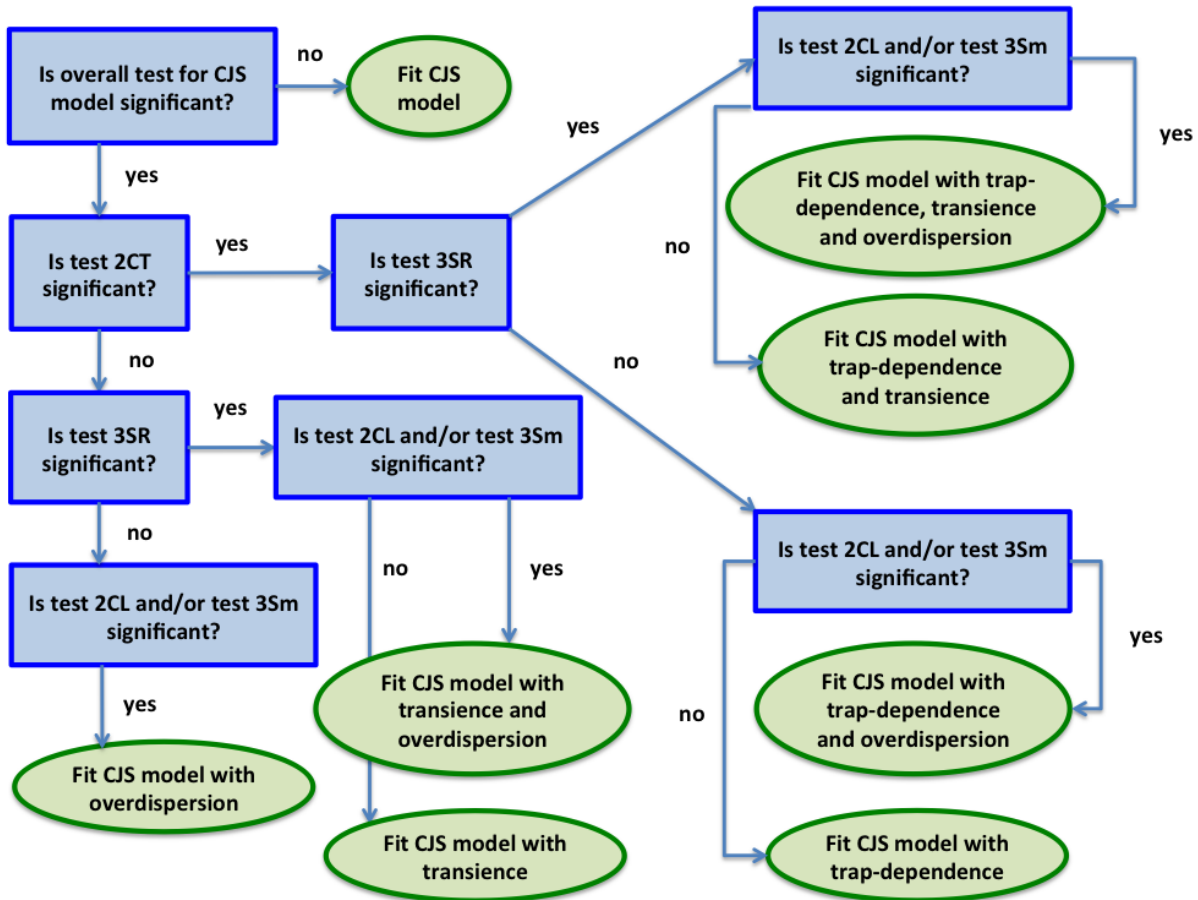 Is overall test for CJS
model significant?
no
Fit CJS
model
yes
Is test 2CT
significant?
yes
Is test 3SR
significant?
yes
Is test 2CL and/or test 3Sm
significant?
yes
Fit CJS model with trap-
dependence, transience
and overdispersion
no
Fit CJS model with
trap-dependence
and transience
no
Is test 2CL and/or test 3Sm
significant?
yes
Fit CJS model with
trap-dependence
and overdispersion
no
Fit CJS model with
trap-dependence
no
Is test 3SR
significant?
yes
Is test 2CL and/or test 3Sm
significant?
no
yes
Fit CJS model with
transience and
overdispersion
Fit CJS model with
transience
no
Is test 2CL and/or test 3Sm
significant?
yes
Fit CJS model with
overdispersion